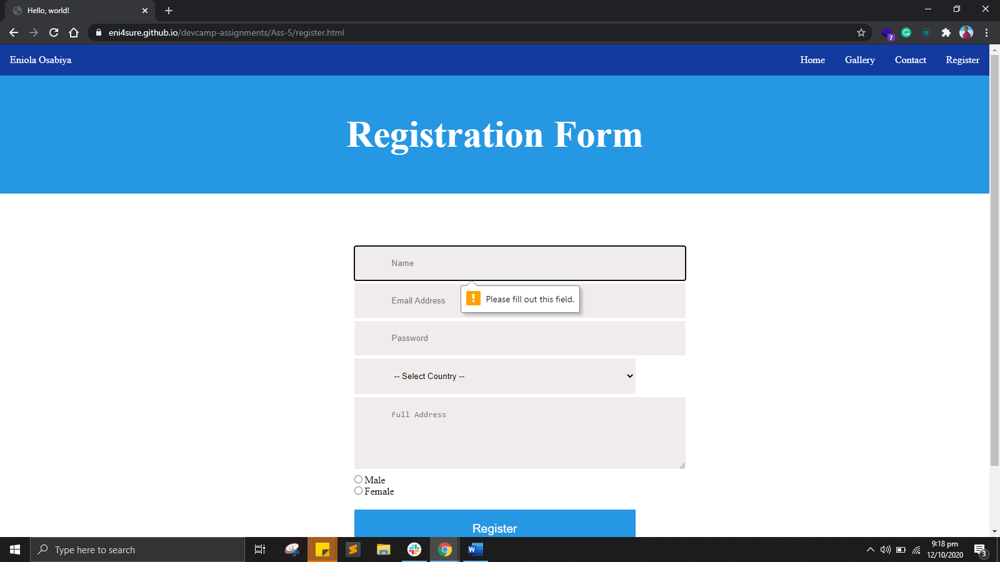 Hello, world!
eni4sure.github.io/devcamp-assignments/Ass-5/register.html
7
Eniola Osabiya
Home Gallery Contact Register
Registration Form
Name
Please fill out this field.
Email Address
Password
-- Select Country --
Full Address
Male
Female
Register
Type here to search
9:18 pm
12/10/2020
3